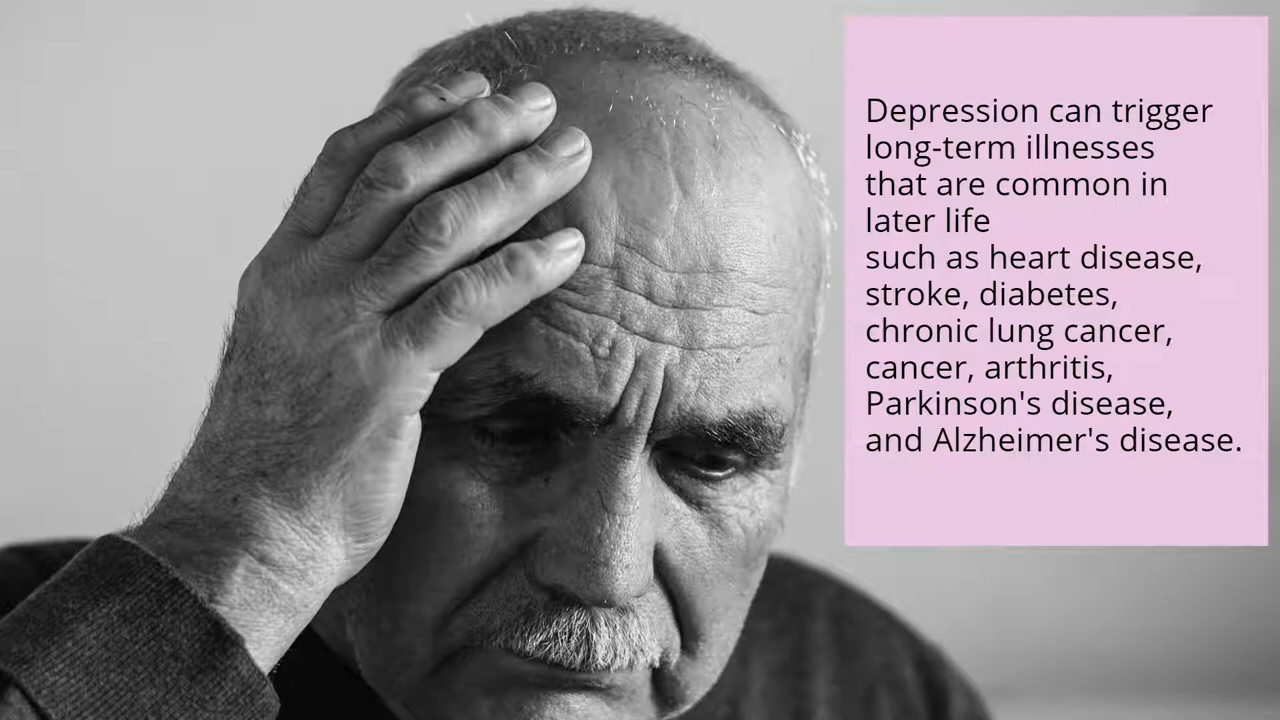 Depression can trigger
long-term illnesses
that are common in
later life
such as heart disease,
stroke, diabetes,
chronic lung cancer,
cancer, arthritis,
Parkinson's disease,
and Alzheimer's disease.